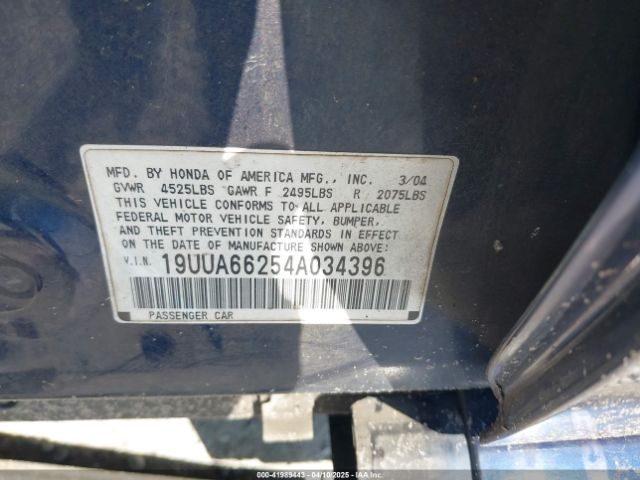 MFD. BY HONDA OF AMERICA MFG., INC. 3/04
GVWR 4525LBS GAWR F 2495LBS R 2075LBS
THIS VEHICLE CONFORMS TO ALL APPLICABLE
FEDERAL MOTOR VEHICLE SAFETY, BUMPER,
AND THEFT PREVENTION STANDARDS IN EFFECT
ON THE DATE OF MANUFACTURE SHOWN ABOVE:
V.I.N. 19UUA66254A034396
PASSENGER CAR
000-41989443 - 04/10/2025 - IAAI.COM